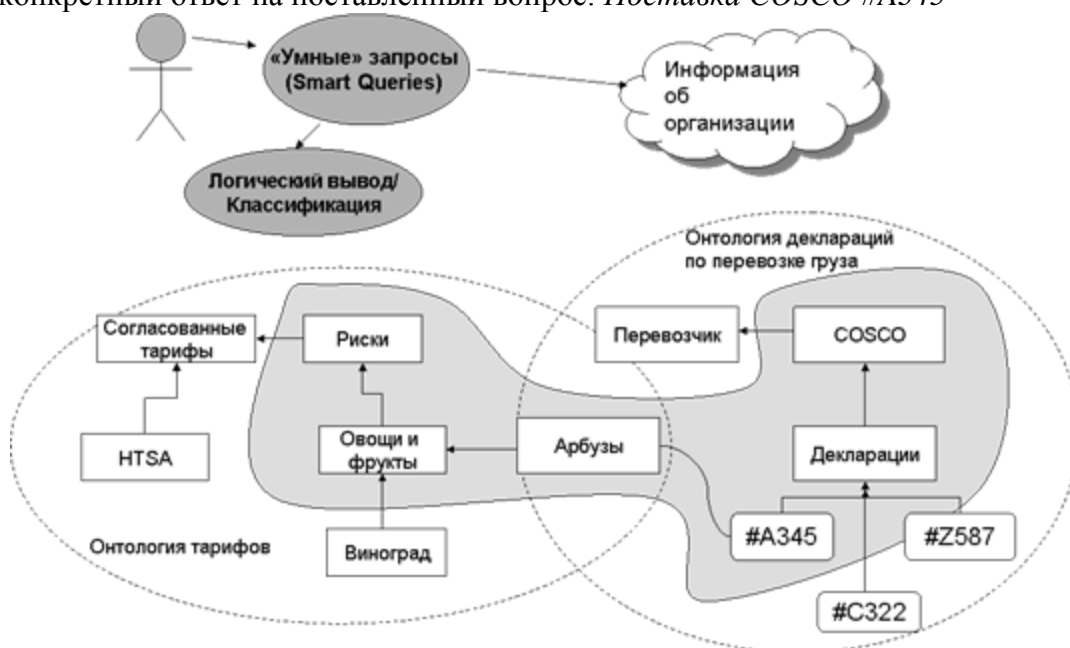 конкретный ответ на поставленный вопрос. Поставка COSCO #A345
«Умные» запросы
(Smart Queries)
Информация
об
организации
Логический вывод/
Классификация
Онтология деклараций
по перевозке груза
Согласованные
тарифы
Риски
Перевозчик
COSCO
HTSA
Овощи и
фрукты
Арбузы
Декларации
Онтология тарифов
Виноград
#A345
#Z587
#C322